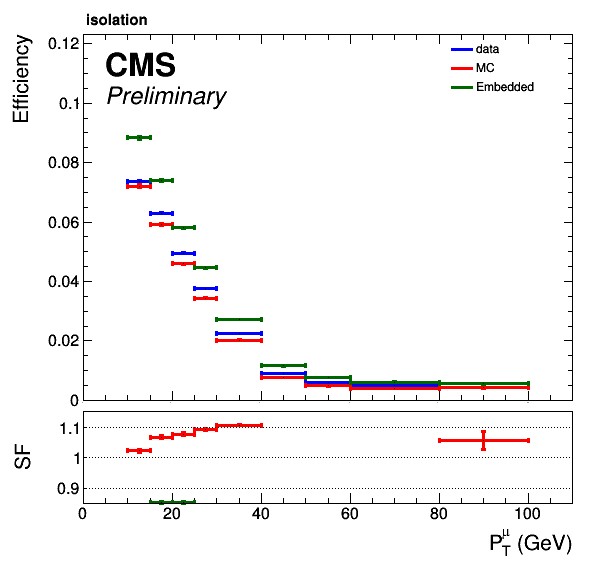 isolation
Efficiency
0.12
0.1
0.08
0.06
0.04
0.02
0
CMS
Preliminary
data
MC
Embedded
SF
1.1
1
0.9
0 20 40 60 80 100
P_T^μ (GeV)